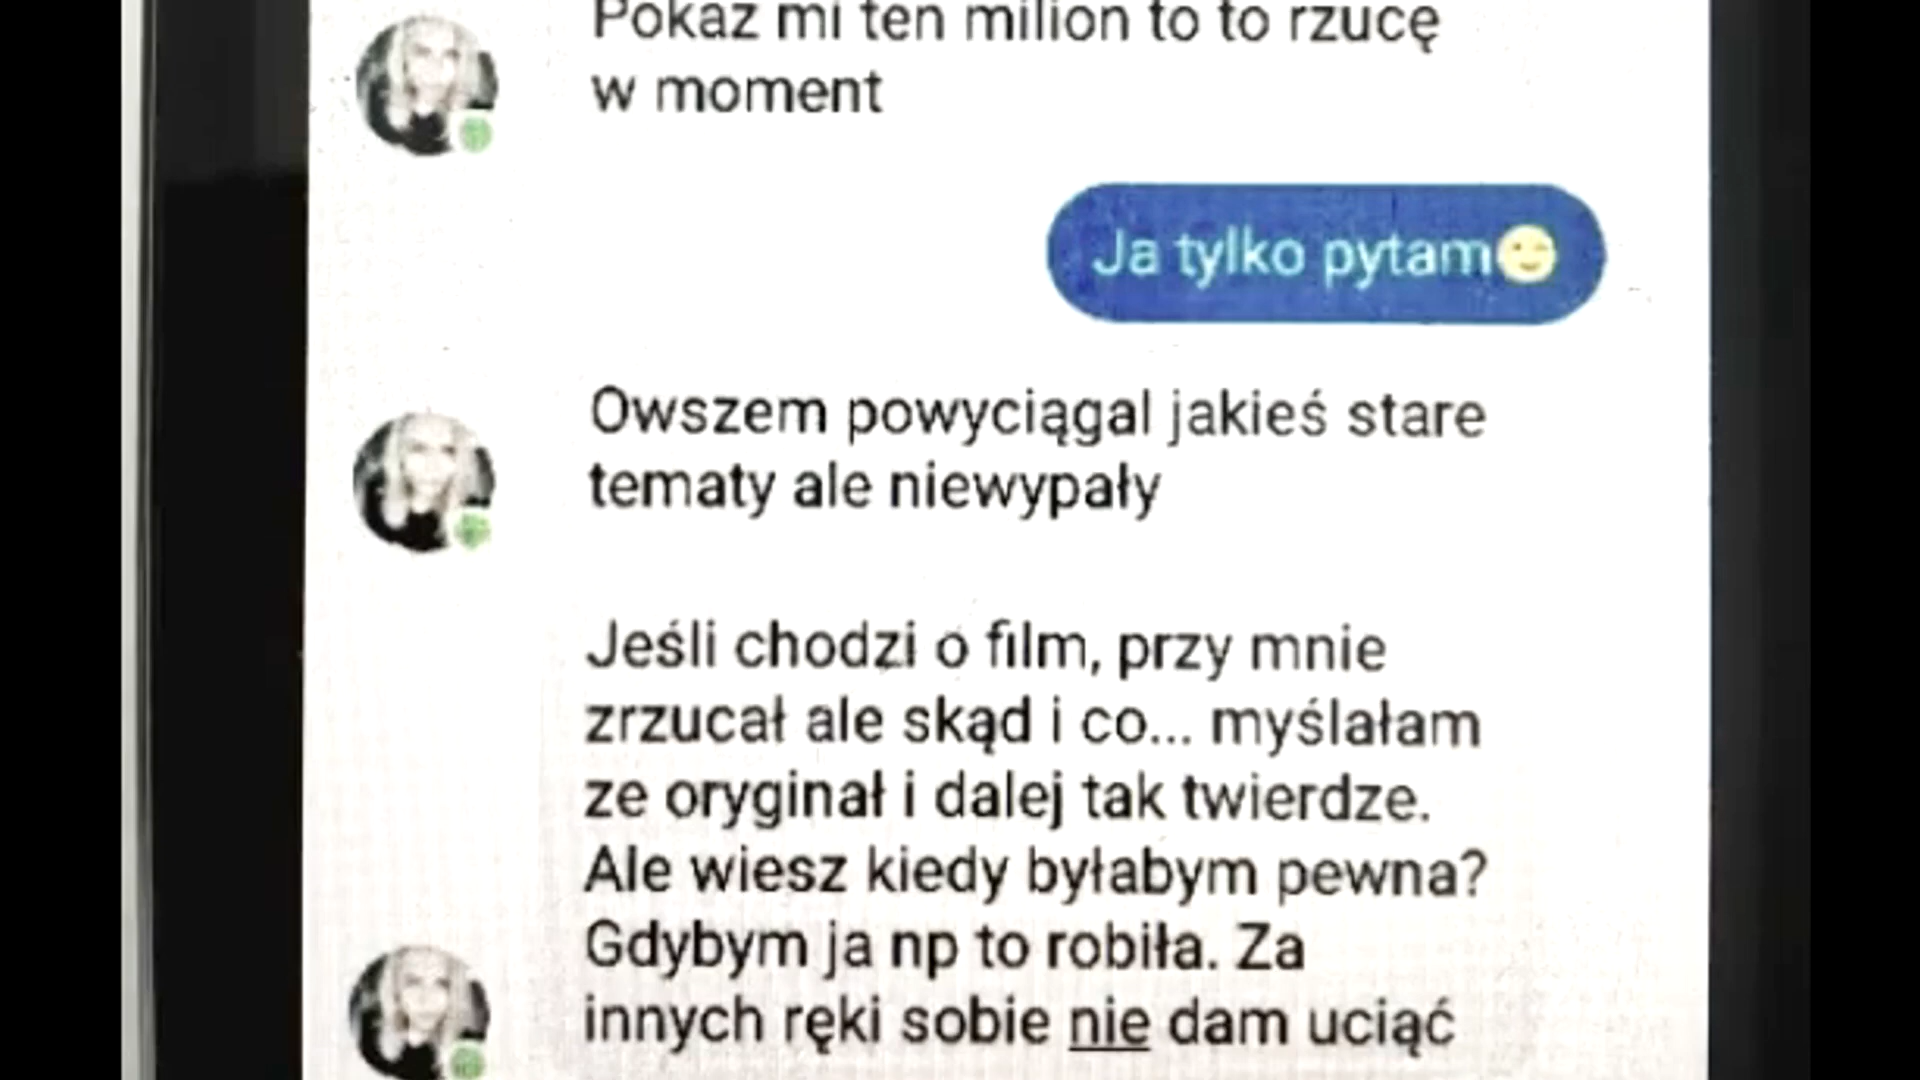 Pokaz mi ten milion to to rzucę
w moment
Ja tylko pytam
Owszem powyciągal jakieś stare
tematy ale niewypały
Jeśli chodzi o film, przy mnie
zrzucał ale skąd i co... myślałam
ze oryginał i dalej tak twierdze.
Ale wiesz kiedy byłabym pewna?
Gdybym ja np to robiła. Za
innych ręki sobie nie dam uciąć